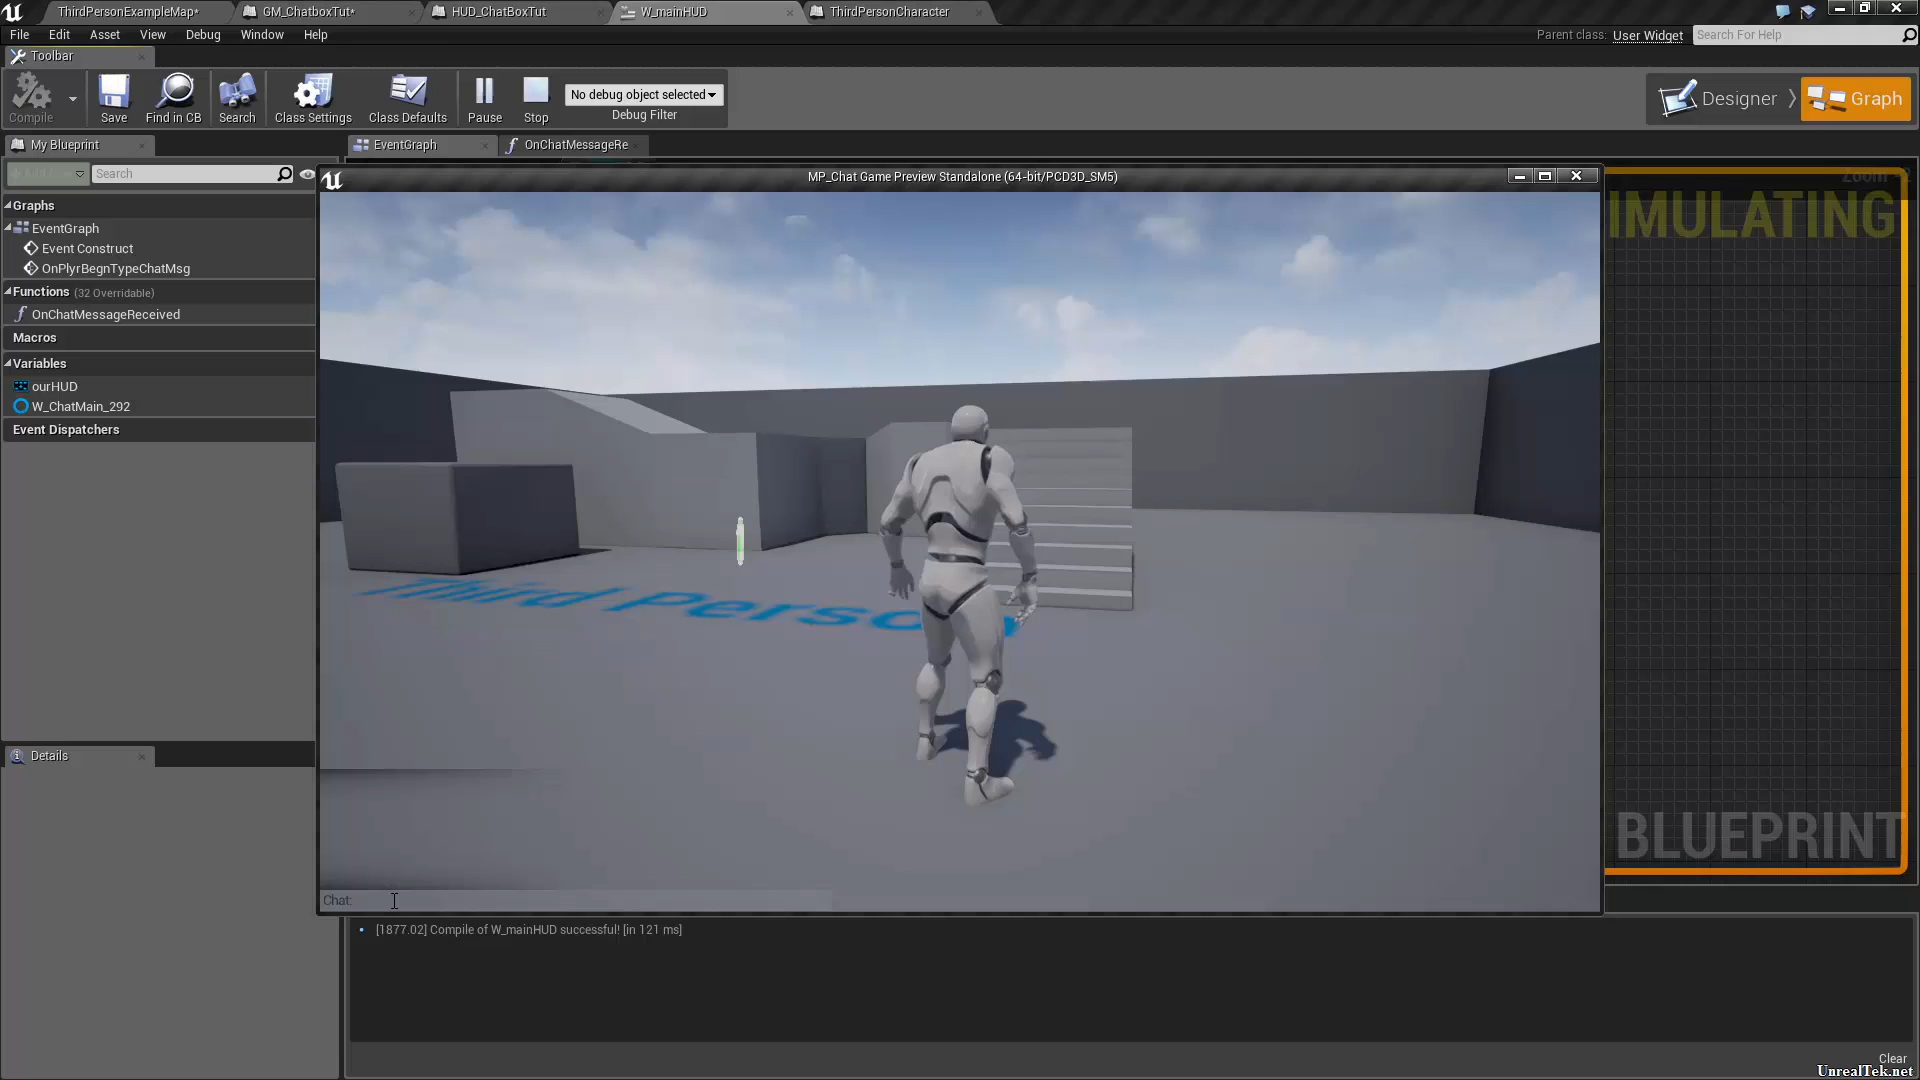 ThirdPersonExampleMap*
GM_ChatboxTut*
HUD_ChatBoxTut
W_mainHUD
ThirdPersonCharacter
File Edit Asset View Debug Window Help
Parent class: User Widget
Search For Help
Toolbar
Compile
Save
Find in CB
Search
Class Settings
Class Defaults
Pause
Stop
No debug object selected
Debug Filter
Designer
Graph
My Blueprint
EventGraph
OnChatMessageRe
Search
MP_Chat Game Preview Standalone (64-bit/PCD3D_SM5)
Graphs
EventGraph
Event Construct
OnPlyrBegnTypeChatMsg
Functions (32 Overridable)
OnChatMessageReceived
Macros
Variables
ourHUD
W_ChatMain_292
Event Dispatchers
IMULATING
Third Person
Details
BLUEPRINT
Chat:
[1877.02] Compile of W_mainHUD successful! [in 121 ms]
Clear
UnrealTek.net